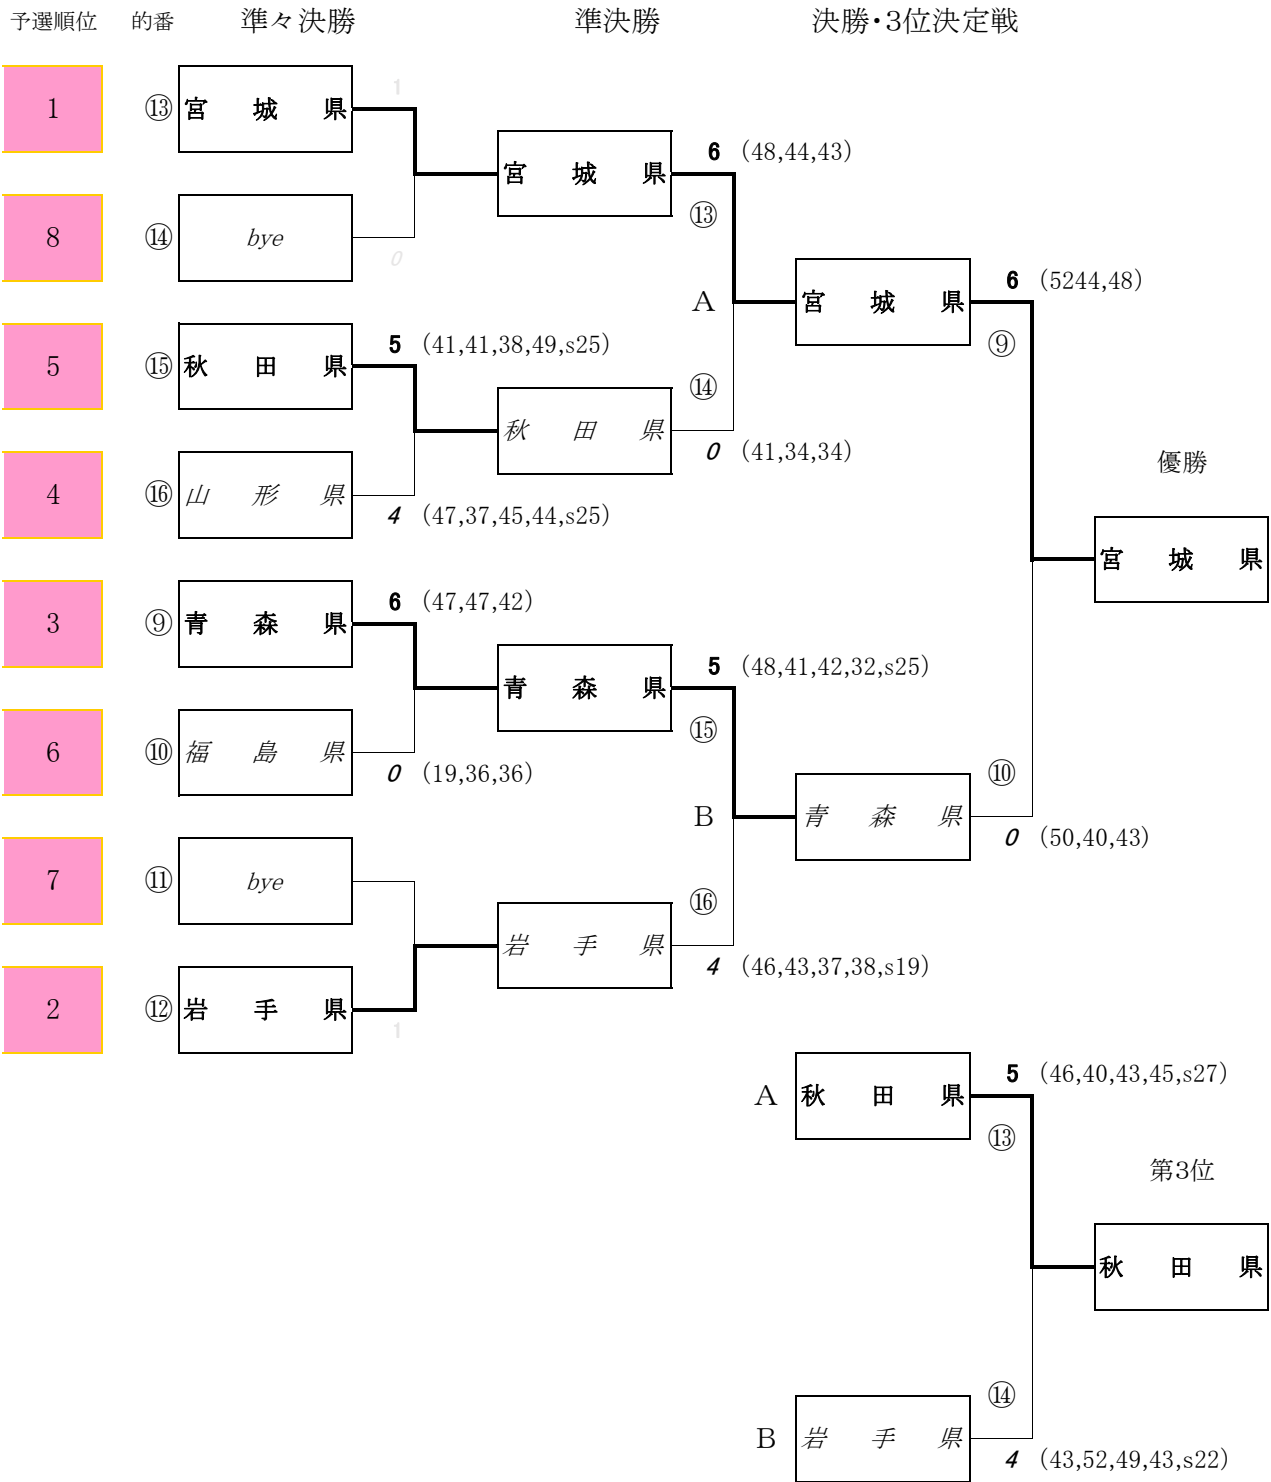 予選順位 的番 準々決勝 準決勝 決勝・3位決定戦
1
1 ⑬ 宮 城 県
6 (48,44,43)
宮 城 県
⑬
8 ⑭ bye
0
6 (5244,48)
A 宮 城 県
⑨
5 (41,41,38,49,s25)
5 ⑮ 秋 田 県
⑭
秋 田 県
0 (41,34,34)
優勝
4 ⑯ 山 形 県
4 (47,37,45,44,s25)
宮 城 県
6 (47,47,42)
3 ⑨ 青 森 県
5 (48,41,42,32,s25)
青 森 県
⑮
6 ⑩ 福 島 県
0 (19,36,36)
⑩
B 青 森 県
0 (50,40,43)
7 ⑪ bye
⑯
岩 手 県
4 (46,43,37,38,s19)
2 ⑫ 岩 手 県
1
5 (46,40,43,45,s27)
A 秋 田 県
⑬
第3位
秋 田 県
⑭
B 岩 手 県
4 (43,52,49,43,s22)